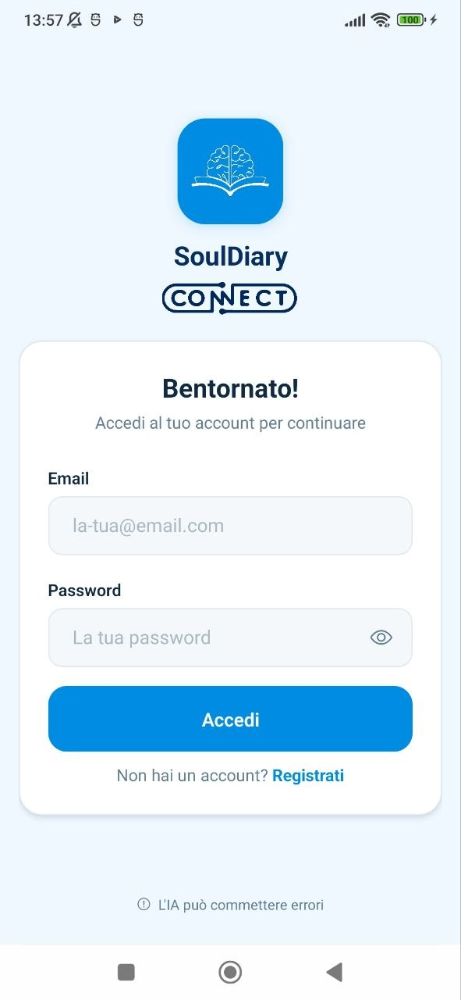 13:57
100
SoulDiary
CONNECT
Bentornato!
Accedi al tuo account per continuare
Email
la-tua@email.com
Password
La tua password
Accedi
Non hai un account? Registrati
L'IA può commettere errori